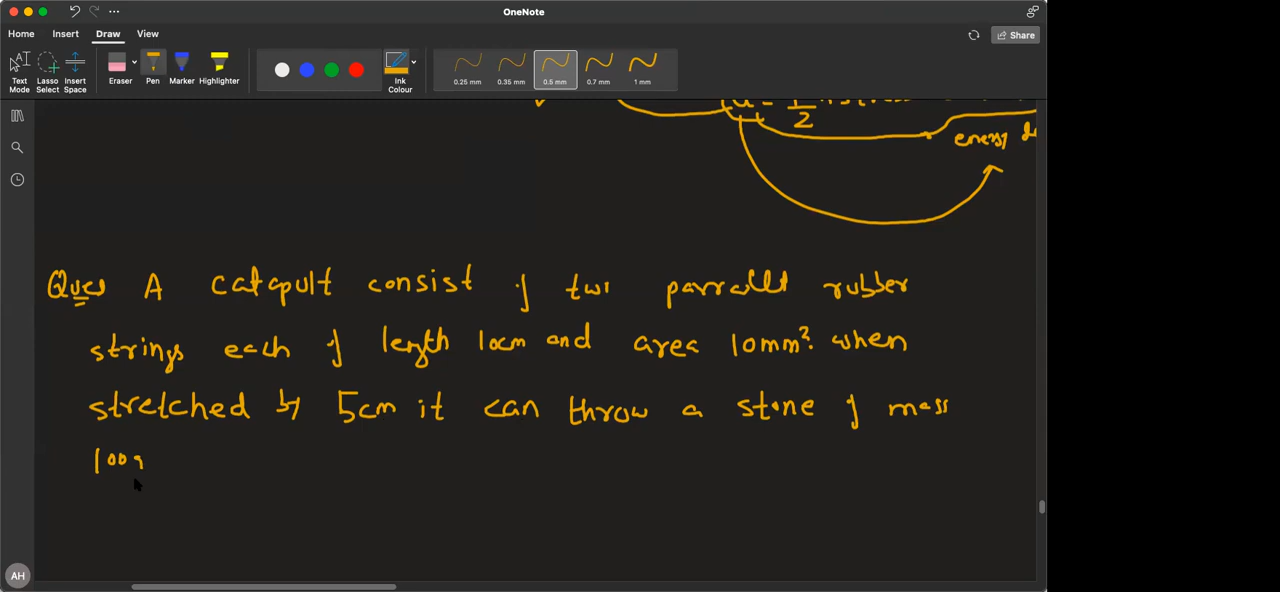 OneNote
Home Insert Draw View
Share
Text Mode
Lasso Select
Insert Space
Eraser
Pen
Marker
Highlighter
Ink Colour
0.25 mm
0.35 mm
0.5 mm
0.7 mm
1 mm
u = 1/2
energy
Ques A catapult consist of two parrallel rubber
strings each of length 10cm and area 10mm². when
stretched by 5cm it can throw a stone of mass
100g
AH